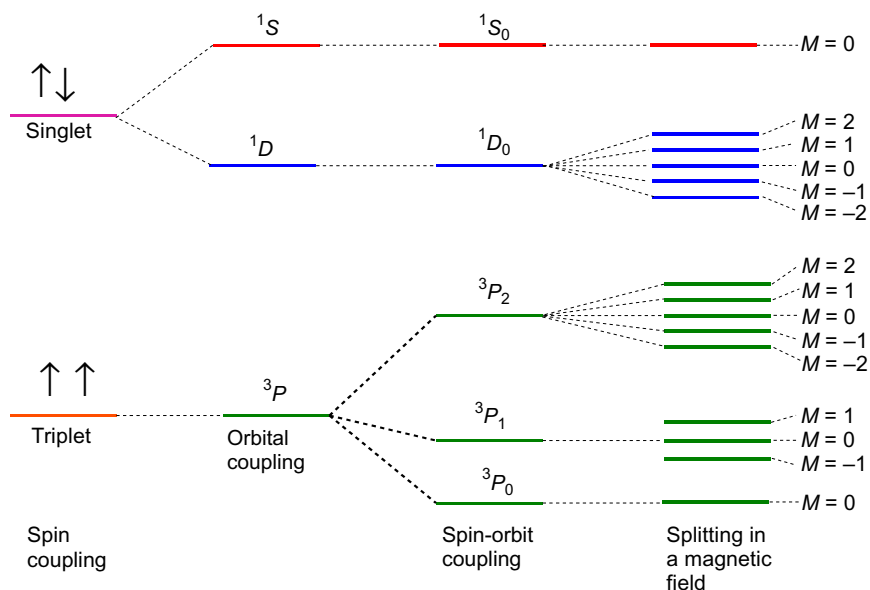 ¹S
¹S₀
M = 0
↑↓
Singlet
¹D
¹D₀
M = 2
M = 1
M = 0
M = –1
M = –2
³P₂
M = 2
M = 1
M = 0
M = –1
M = –2
↑ ↑
Triplet
³P
Orbital
coupling
³P₁
M = 1
M = 0
M = –1
³P₀
M = 0
Spin
coupling
Spin-orbit
coupling
Splitting in
a magnetic
field